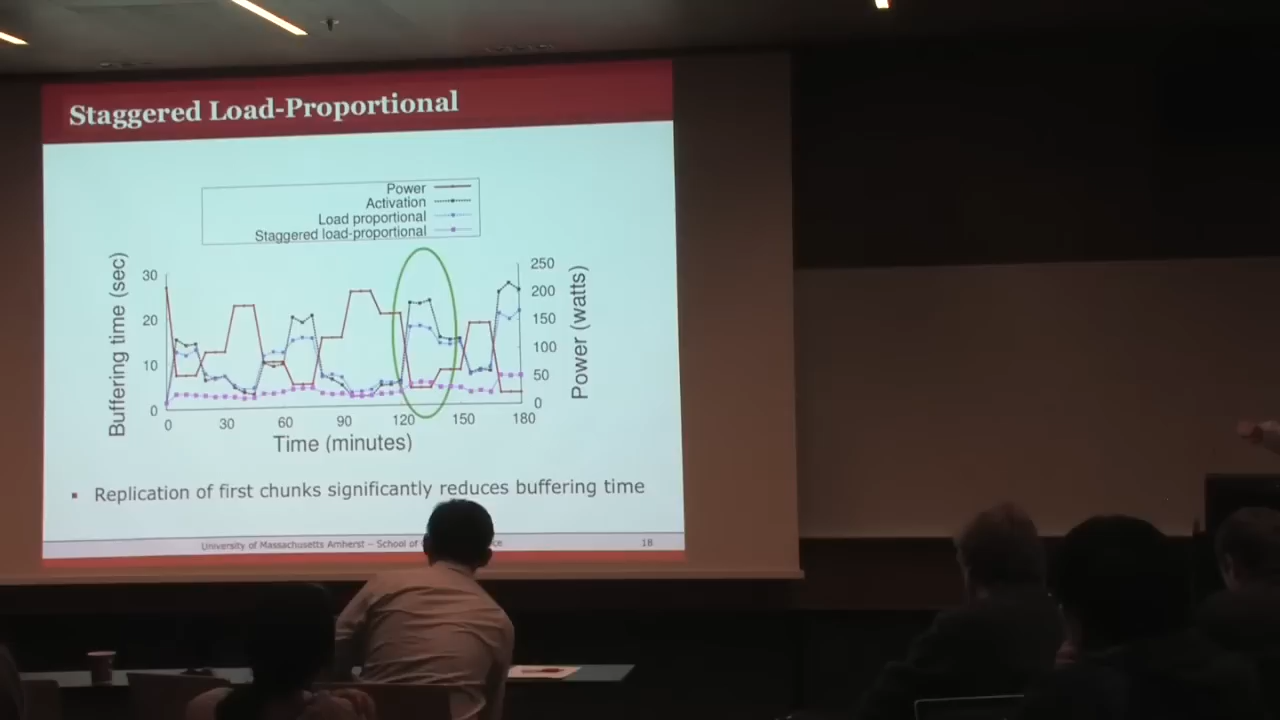 Staggered Load-Proportional
Power
Activation
Load proportional
Staggered load-proportional
Buffering time (sec)
30
20
10
0
250
200
150
100
50
0
Power (watts)
0 30 60 90 120 150 180
Time (minutes)
▪ Replication of first chunks significantly reduces buffering time
University of Massachusetts Amherst – School of ce
18